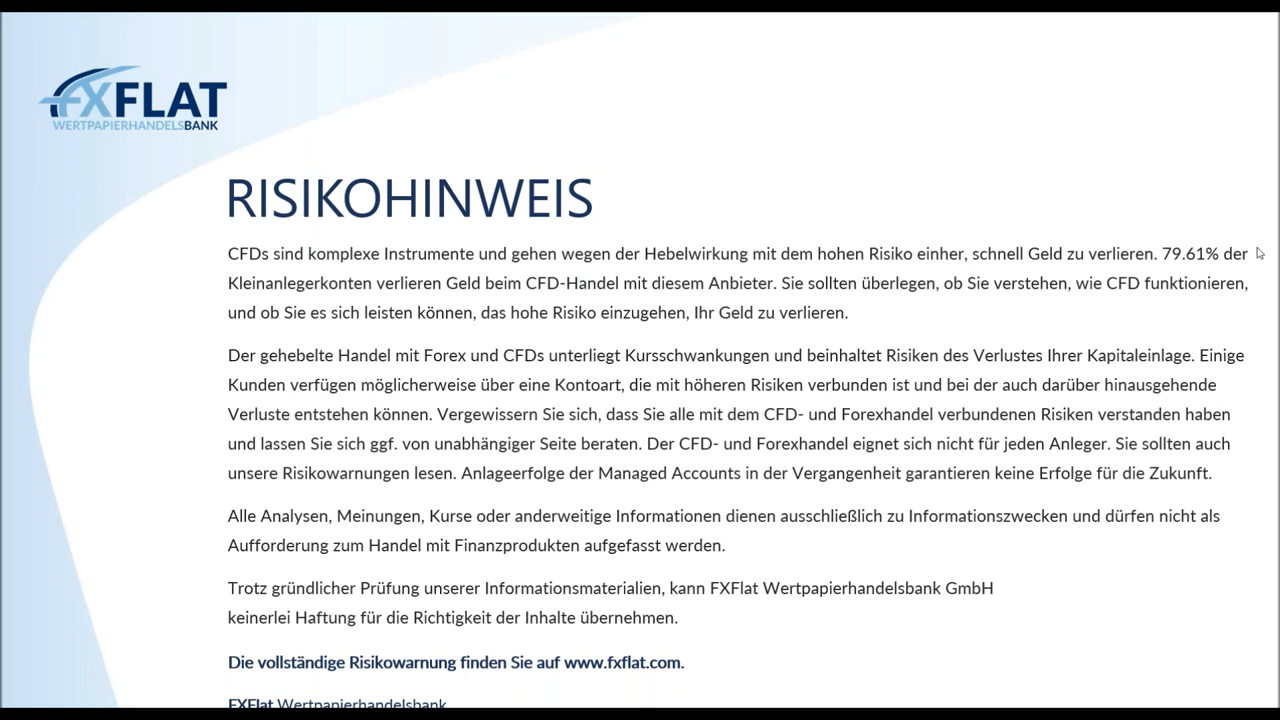 FXFLAT
WERTPAPIERHANDELSBANK
RISIKOHINWEIS
CFDs sind komplexe Instrumente und gehen wegen der Hebelwirkung mit dem hohen Risiko einher, schnell Geld zu verlieren. 79.61% der
Kleinanlegerkonten verlieren Geld beim CFD-Handel mit diesem Anbieter. Sie sollten überlegen, ob Sie verstehen, wie CFD funktionieren,
und ob Sie es sich leisten können, das hohe Risiko einzugehen, Ihr Geld zu verlieren.
Der gehebelte Handel mit Forex und CFDs unterliegt Kursschwankungen und beinhaltet Risiken des Verlustes Ihrer Kapitaleinlage. Einige
Kunden verfügen möglicherweise über eine Kontoart, die mit höheren Risiken verbunden ist und bei der auch darüber hinausgehende
Verluste entstehen können. Vergewissern Sie sich, dass Sie alle mit dem CFD- und Forexhandel verbundenen Risiken verstanden haben
und lassen Sie sich ggf. von unabhängiger Seite beraten. Der CFD- und Forexhandel eignet sich nicht für jeden Anleger. Sie sollten auch
unsere Risikowarnungen lesen. Anlageerfolge der Managed Accounts in der Vergangenheit garantieren keine Erfolge für die Zukunft.
Alle Analysen, Meinungen, Kurse oder anderweitige Informationen dienen ausschließlich zu Informationszwecken und dürfen nicht als
Aufforderung zum Handel mit Finanzprodukten aufgefasst werden.
Trotz gründlicher Prüfung unserer Informationsmaterialien, kann FXFlat Wertpapierhandelsbank GmbH
keinerlei Haftung für die Richtigkeit der Inhalte übernehmen.
Die vollständige Risikowarnung finden Sie auf www.fxflat.com.
FXFlat Wertpapierhandelsbank